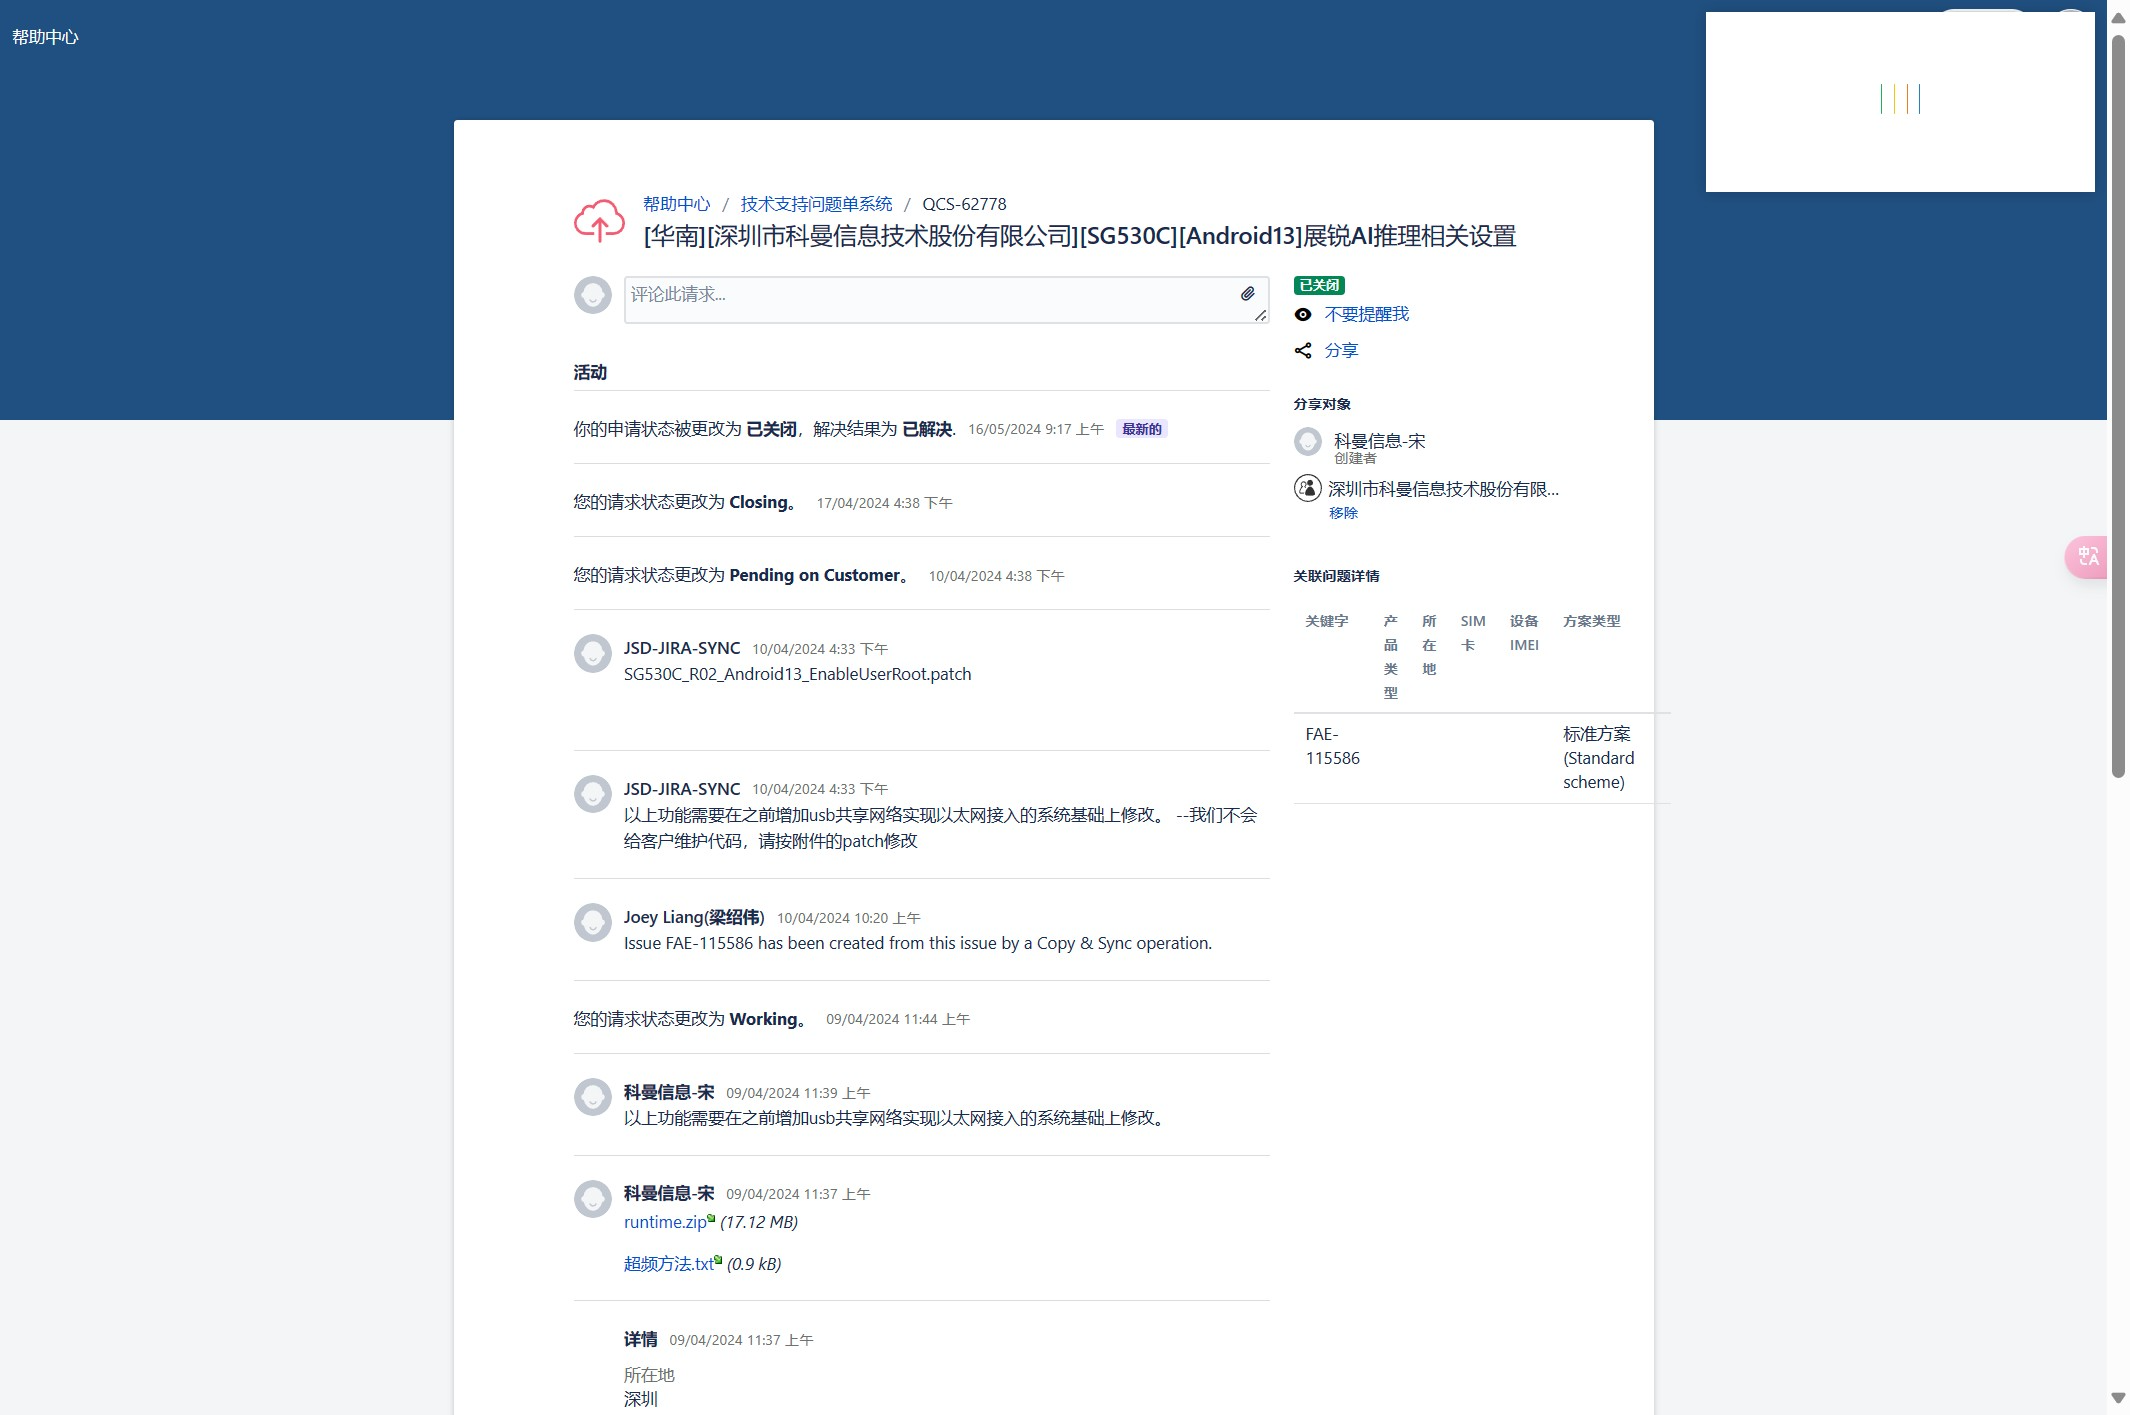 帮助中心
帮助中心 / 技术支持问题单系统 / QCS-62778
[华南][深圳市科曼信息技术股份有限公司][SG530C][Android13]展锐AI推理相关设置
评论此请求...
已关闭
不要提醒我
分享
活动
分享对象
你的申请状态被更改为 已关闭，解决结果为 已解决. 16/05/2024 9:17 上午 最新的
科曼信息-宋
创建者
深圳市科曼信息技术股份有限...
移除
您的请求状态更改为 Closing。 17/04/2024 4:38 下午
您的请求状态更改为 Pending on Customer。 10/04/2024 4:38 下午
关联问题详情
关键字 产品类型 所在地 SIM卡 设备IMEI 方案类型
FAE-115586 标准方案(Standard scheme)
JSD-JIRA-SYNC 10/04/2024 4:33 下午
SG530C_R02_Android13_EnableUserRoot.patch
JSD-JIRA-SYNC 10/04/2024 4:33 下午
以上功能需要在之前增加usb共享网络实现以太网接入的系统基础上修改。 --我们不会
给客户维护代码，请按附件的patch修改
Joey Liang(梁绍伟) 10/04/2024 10:20 上午
Issue FAE-115586 has been created from this issue by a Copy & Sync operation.
您的请求状态更改为 Working。 09/04/2024 11:44 上午
科曼信息-宋 09/04/2024 11:39 上午
以上功能需要在之前增加usb共享网络实现以太网接入的系统基础上修改。
科曼信息-宋 09/04/2024 11:37 上午
runtime.zip (17.12 MB)
超频方法.txt (0.9 kB)
详情 09/04/2024 11:37 上午
所在地
深圳